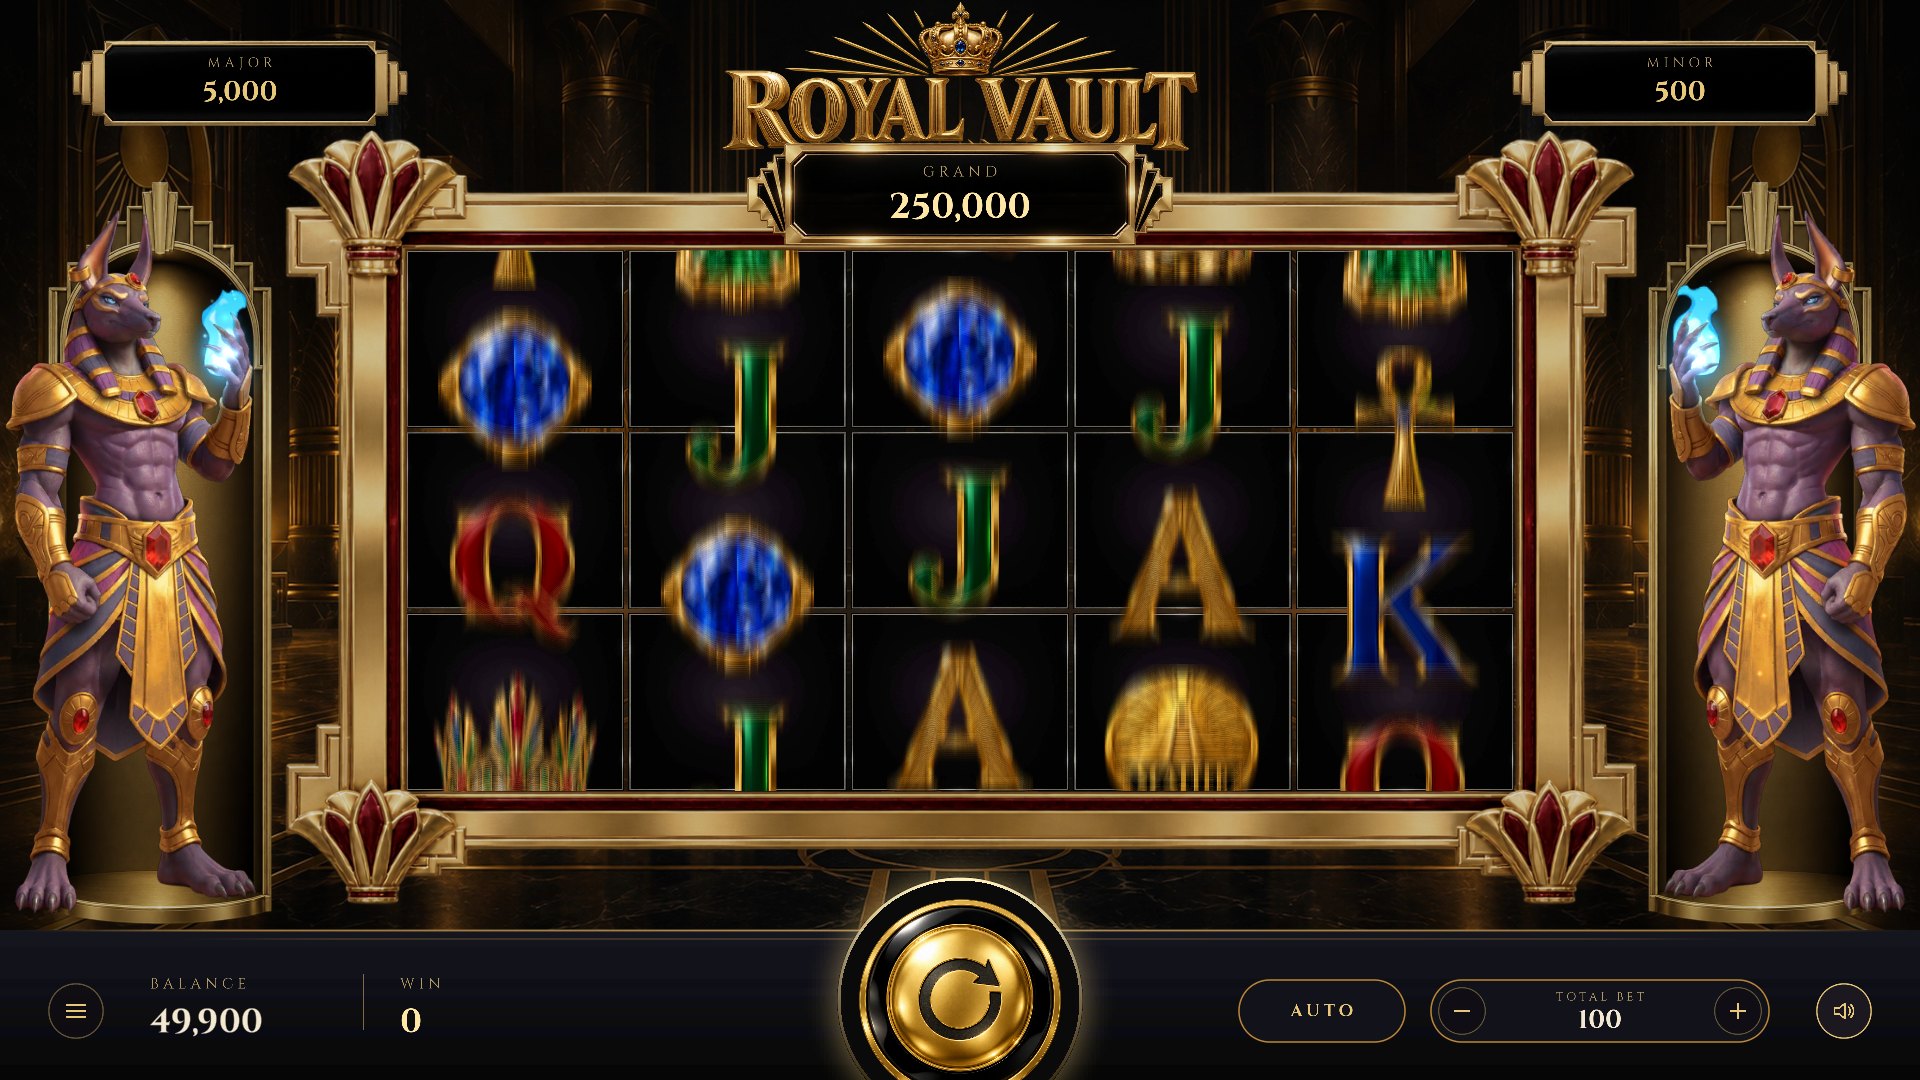 MAJOR
5,000
ROYAL VAULT
MINOR
500
GRAND
250,000
J
J
Q
J
A
K
J
A
Q
BALANCE
49,900
WIN
0
AUTO
TOTAL BET
100